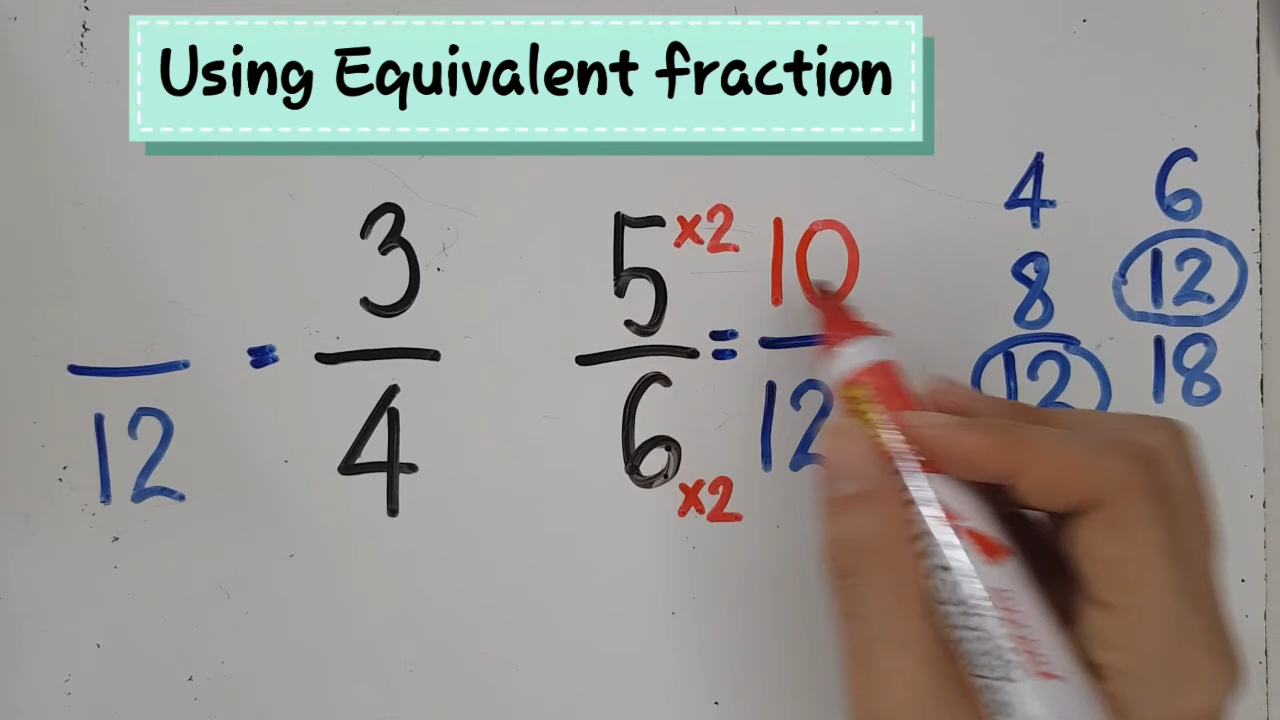 Using Equivalent fraction
12 = 3/4
5/6 ×2 ×2 = 10/12
4 6
8 12
12 18